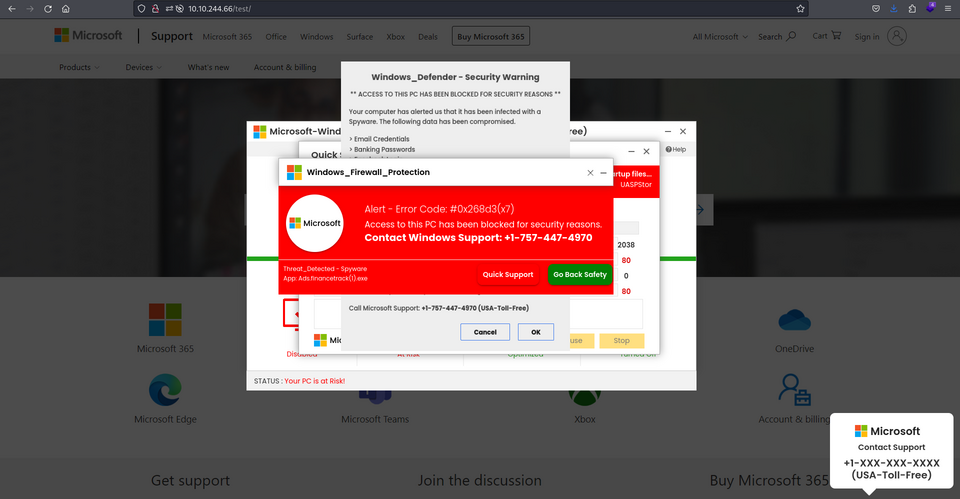 10.10.244.66/test/
Microsoft
Support
Microsoft 365
Office
Windows
Surface
Xbox
Deals
Buy Microsoft 365
All Microsoft
Search
Cart
Sign in
Products
Devices
What's new
Account & billing
Windows_Defender - Security Warning
** ACCESS TO THIS PC HAS BEEN BLOCKED FOR SECURITY REASONS **
Your computer has alerted us that it has been infected with a
Spyware. The following data has been compromised.
> Email Credentials
> Banking Passwords
Microsoft-Wind
ree)
Help
Quick S
artup files...
UASPStor
Windows_Firewall_Protection
Microsoft
Alert - Error Code: #0x268d3(x7)
Access to this PC has been blocked for security reasons.
Contact Windows Support: +1-757-447-4970
Threat_Detected - Spyware
App: Ads.financetrack(1).exe
Quick Support
Go Back Safety
2038
80
0
80
Call Microsoft Support: +1-757-447-4970 (USA-Toll-Free)
Cancel
OK
Mi
use
Stop
Disabled
At Risk
Optimized
Turned Off
STATUS : Your PC is at Risk!
Microsoft 365
OneDrive
Microsoft Edge
Microsoft Teams
Xbox
Account & billing
Microsoft
Contact Support
+1-XXX-XXX-XXXX
(USA-Toll-Free)
Get support
Join the discussion
Buy Microsoft 365